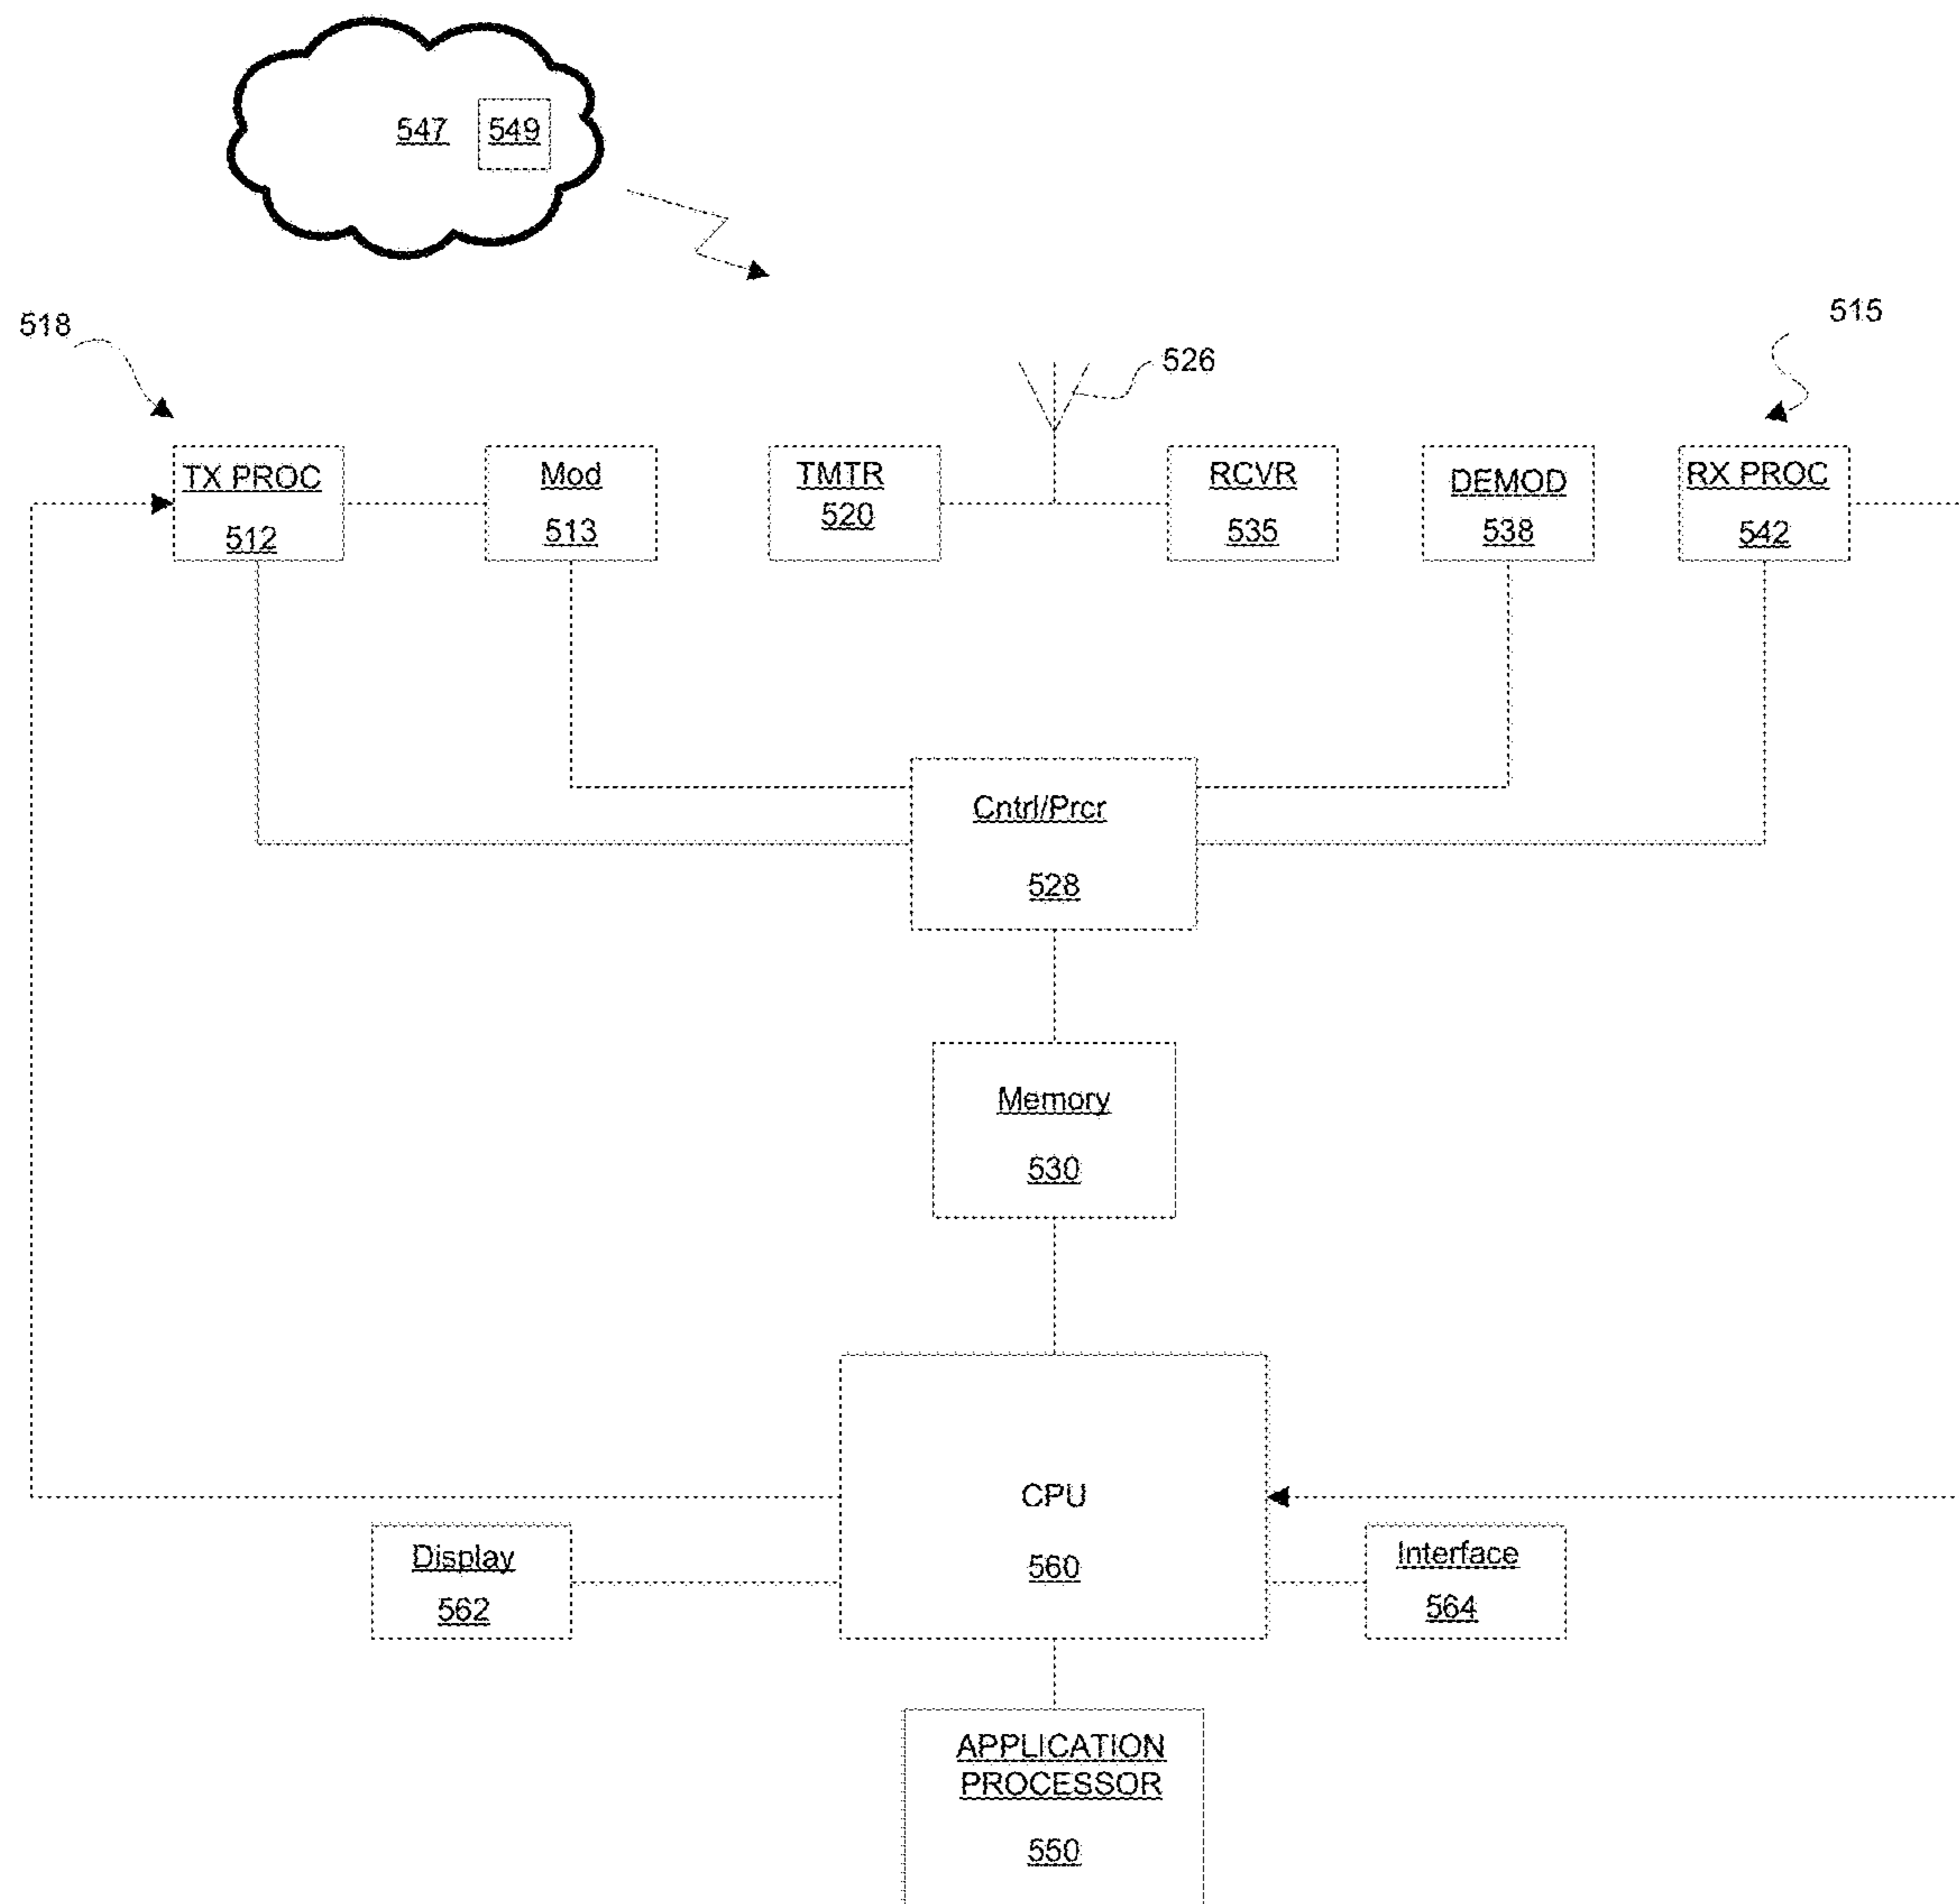 547
549
518
515
526
TX PROC
512
Mod
513
TMTR
520
RCVR
535
DEMOD
538
RX PROC
542
Cntrl/Prcr
528
Memory
530
CPU
560
Display
562
Interface
564
APPLICATION
PROCESSOR
550